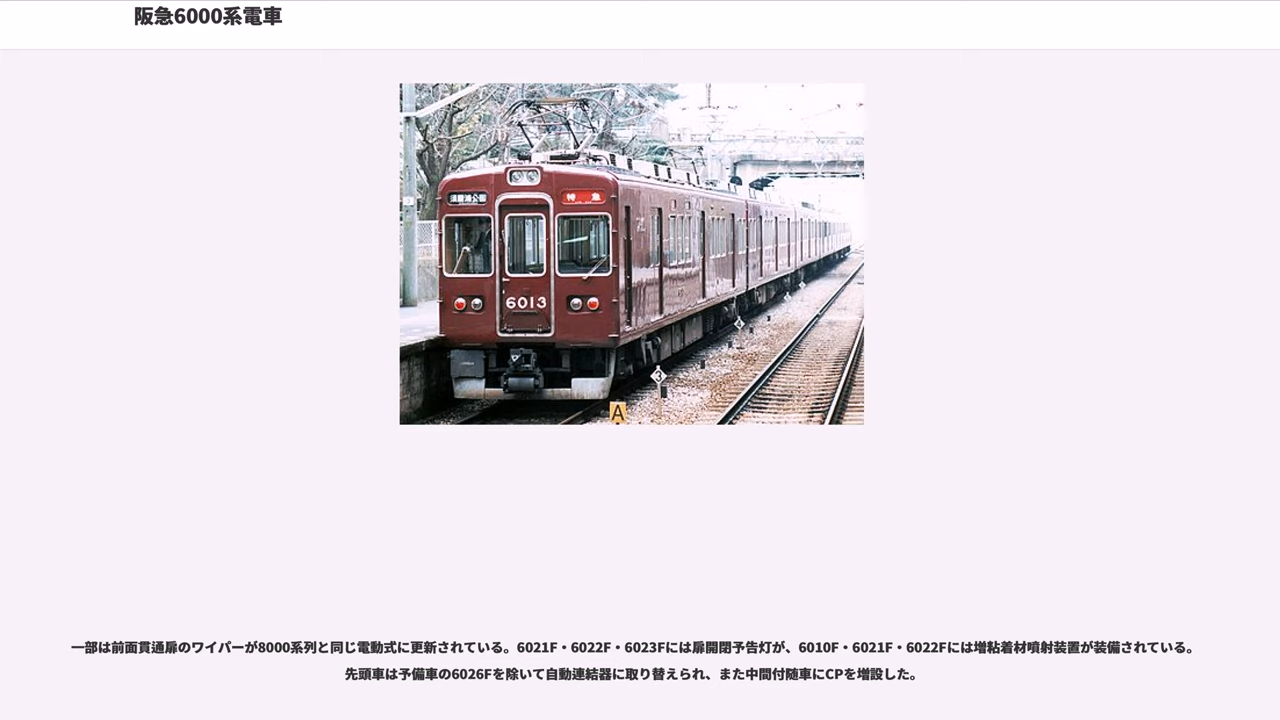 阪急6000系電車
須磨浦公園
特急
6013
3
A
一部は前面貫通扉のワイパーが8000系列と同じ電動式に更新されている。6021F・6022F・6023Fには扉開閉予告灯が、6010F・6021F・6022Fには増粘着材噴射装置が装備されている。
先頭車は予備車の6026Fを除いて自動連結器に取り替えられ、また中間付随車にCPを増設した。